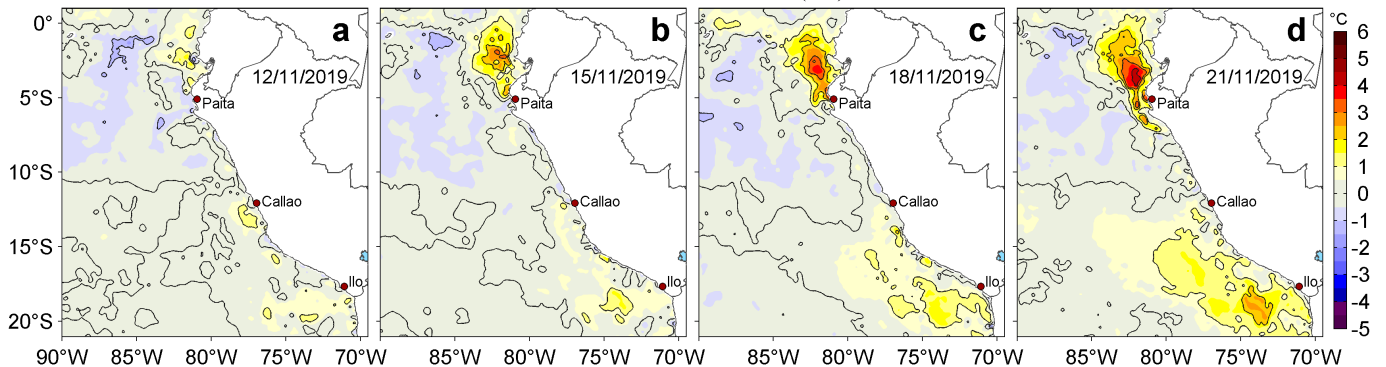 a
b
c
d
°C
0°
5°S
10°S
15°S
20°S
12/11/2019
15/11/2019
18/11/2019
21/11/2019
Paita
Paita
Paita
Paita
Callao
Callao
Callao
Callao
Ilo
Ilo
Ilo
Ilo
6
5
4
3
2
1
0
-1
-2
-3
-4
-5
90°W
85°W
80°W
75°W
70°W
85°W
80°W
75°W
70°W
85°W
80°W
75°W
70°W
85°W
80°W
75°W
70°W